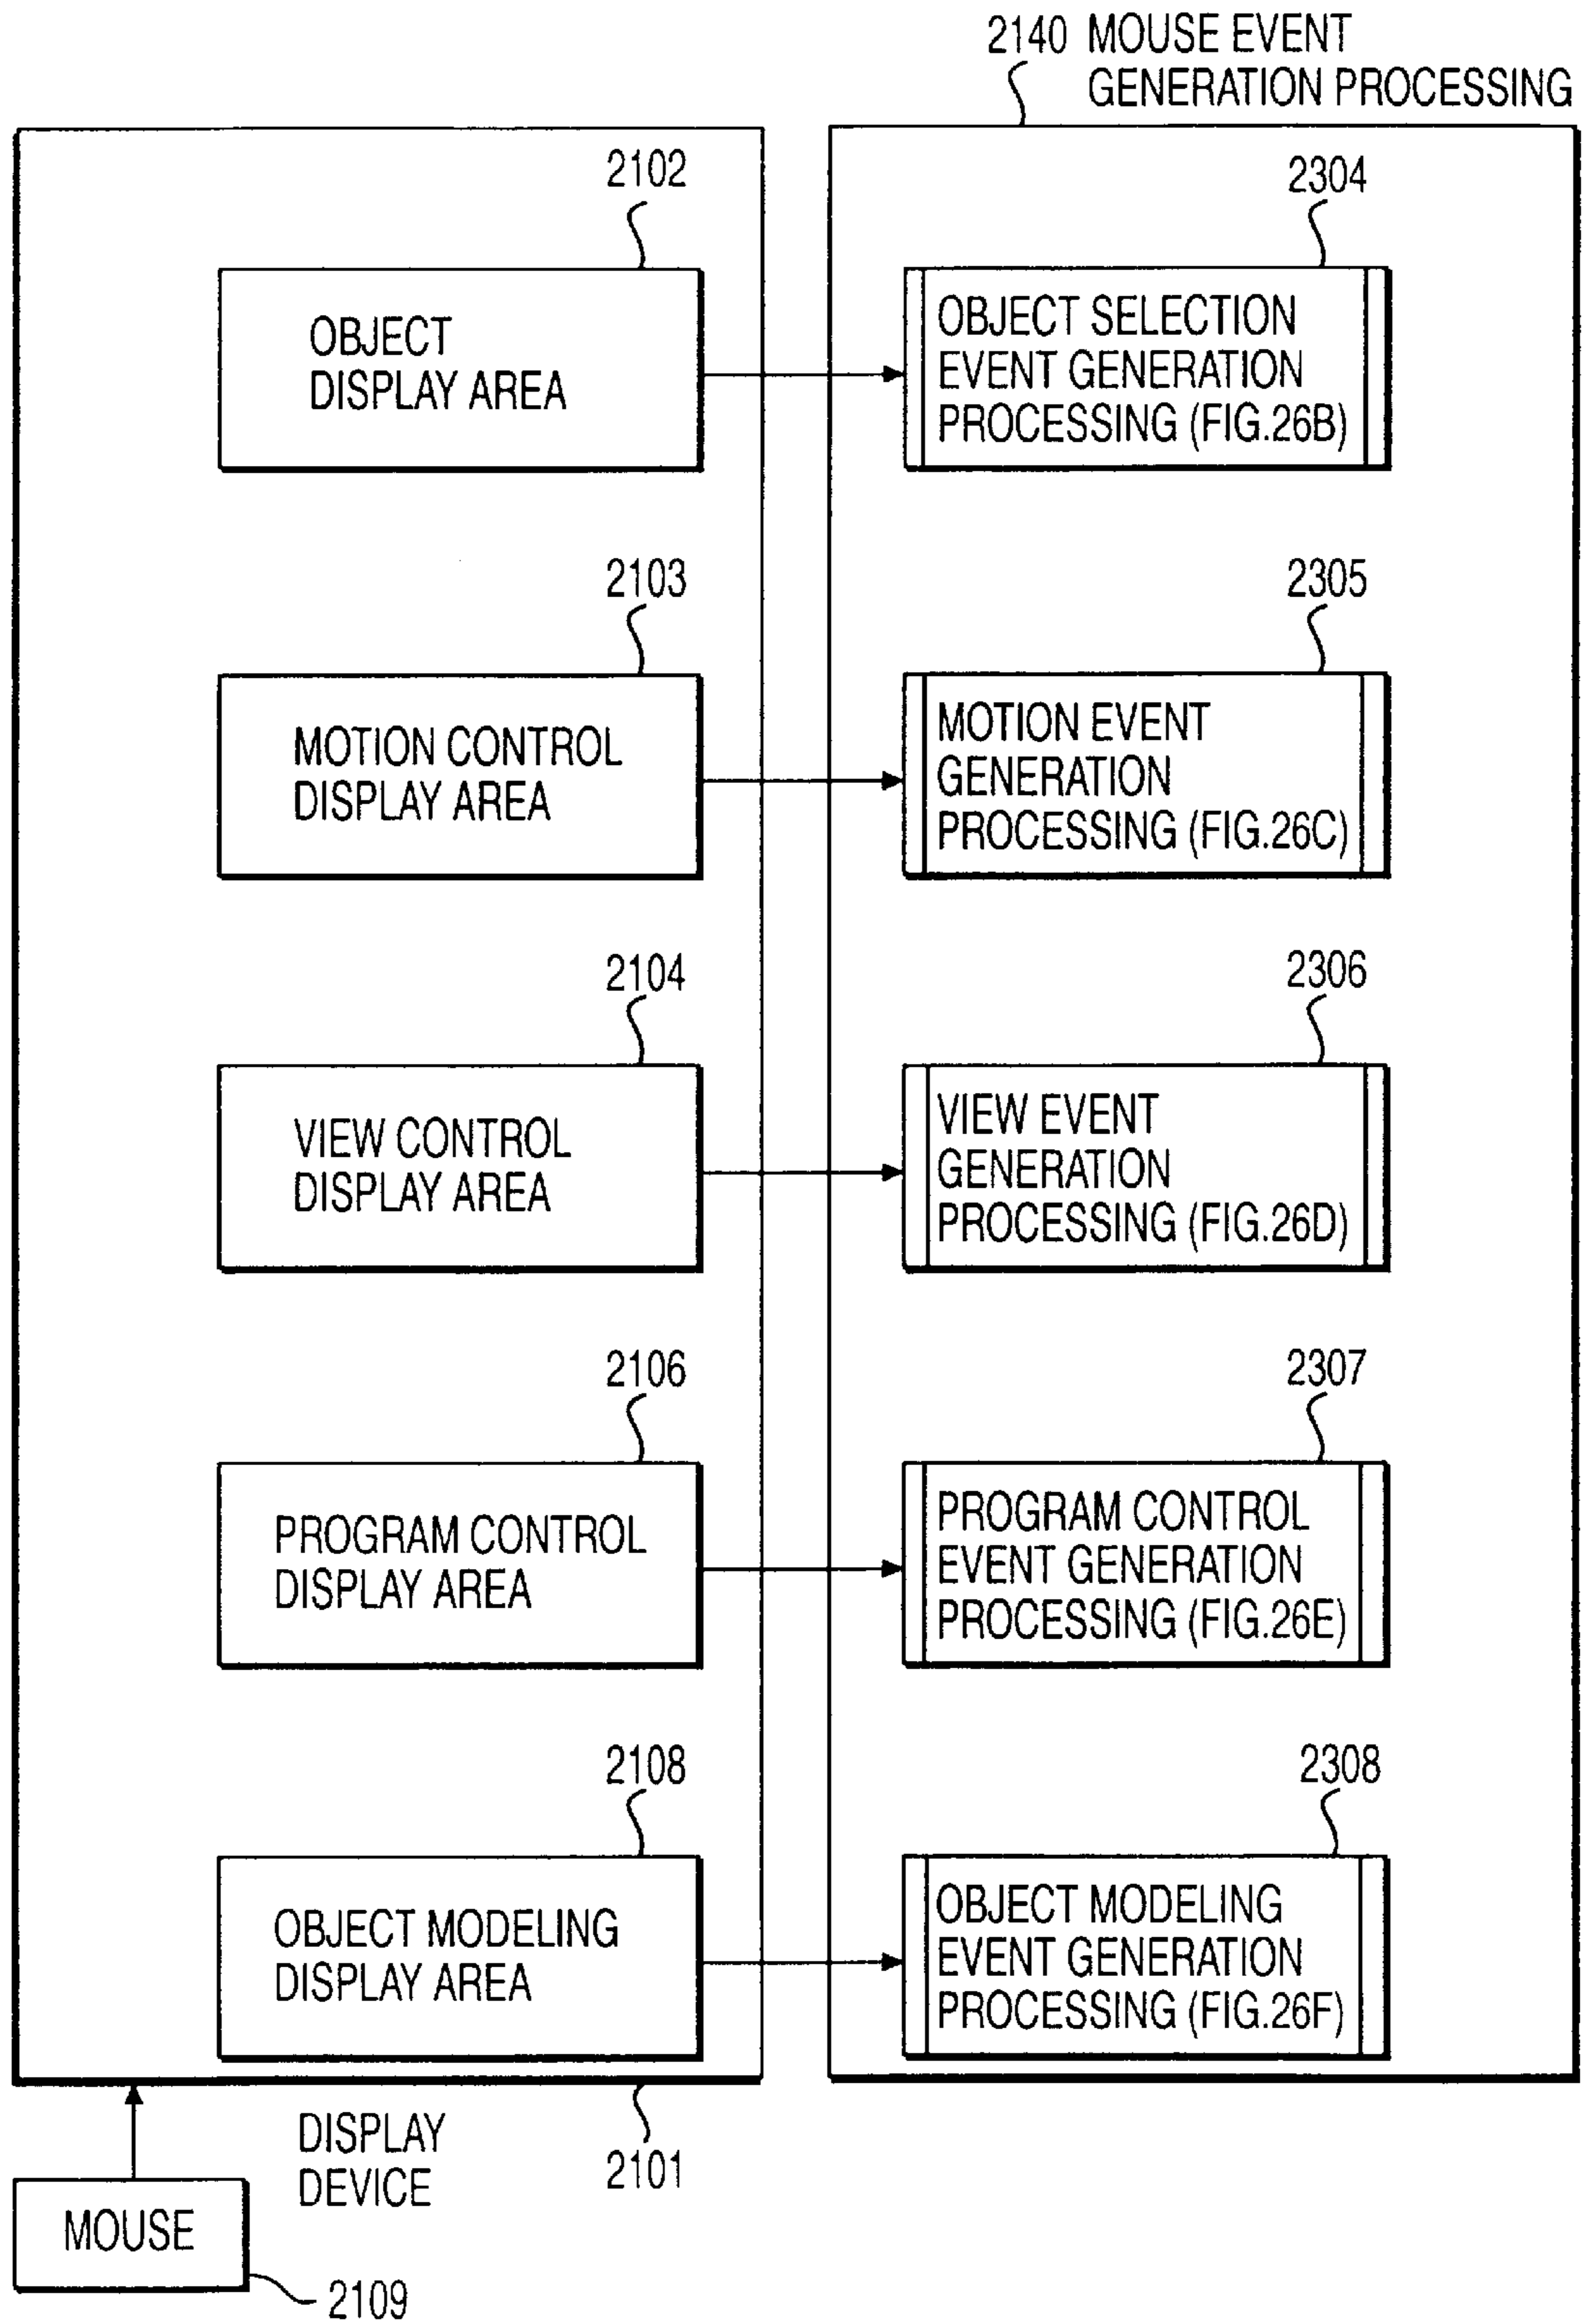 2140 MOUSE EVENT
GENERATION PROCESSING
2102
2304
OBJECT
DISPLAY AREA
OBJECT SELECTION
EVENT GENERATION
PROCESSING (FIG.26B)
2103
2305
MOTION CONTROL
DISPLAY AREA
MOTION EVENT
GENERATION
PROCESSING (FIG.26C)
2104
2306
VIEW CONTROL
DISPLAY AREA
VIEW EVENT
GENERATION
PROCESSING (FIG.26D)
2106
2307
PROGRAM CONTROL
DISPLAY AREA
PROGRAM CONTROL
EVENT GENERATION
PROCESSING (FIG.26E)
2108
2308
OBJECT MODELING
DISPLAY AREA
OBJECT MODELING
EVENT GENERATION
PROCESSING (FIG.26F)
DISPLAY
DEVICE
2101
MOUSE
2109